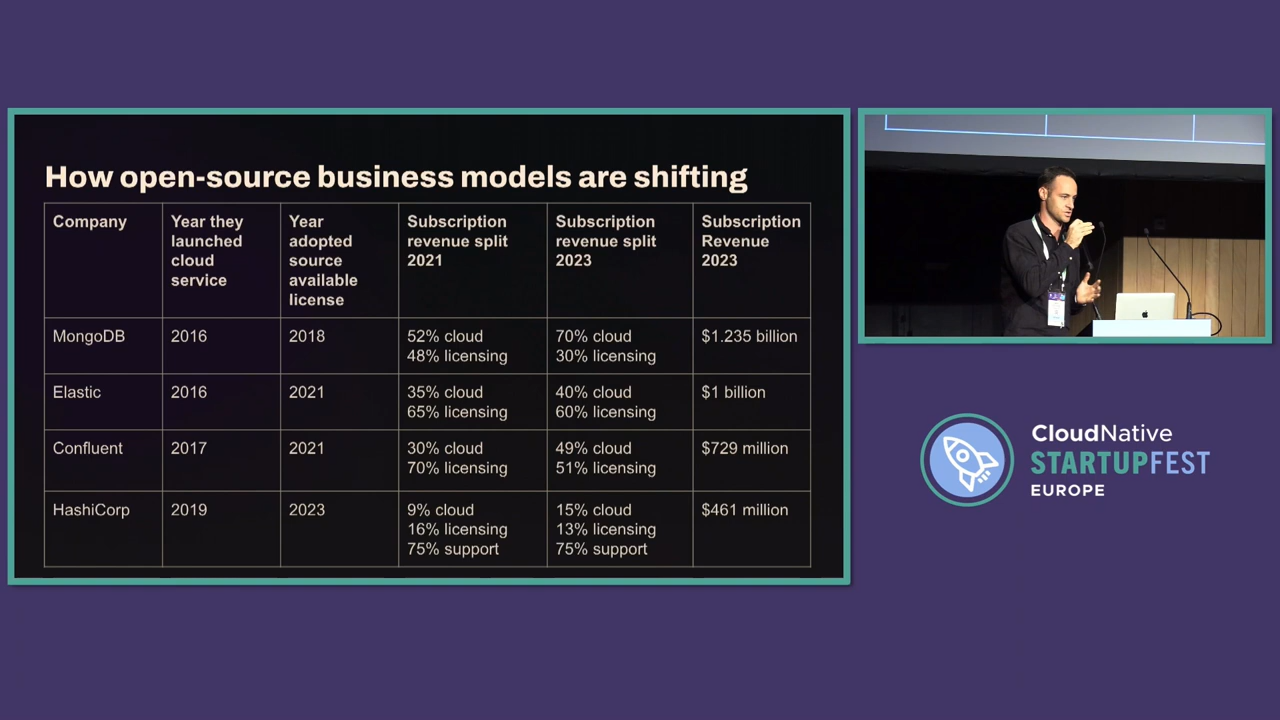 How open-source business models are shifting
Company
Year they
launched
cloud
service
Year
adopted
source
available
license
Subscription
revenue split
2021
Subscription
revenue split
2023
Subscription
Revenue
2023
MongoDB
2016
2018
52% cloud
48% licensing
70% cloud
30% licensing
$1.235 billion
Elastic
2016
2021
35% cloud
65% licensing
40% cloud
60% licensing
$1 billion
Confluent
2017
2021
30% cloud
70% licensing
49% cloud
51% licensing
$729 million
HashiCorp
2019
2023
9% cloud
16% licensing
75% support
15% cloud
13% licensing
75% support
$461 million
CloudNative
STARTUPFEST
EUROPE